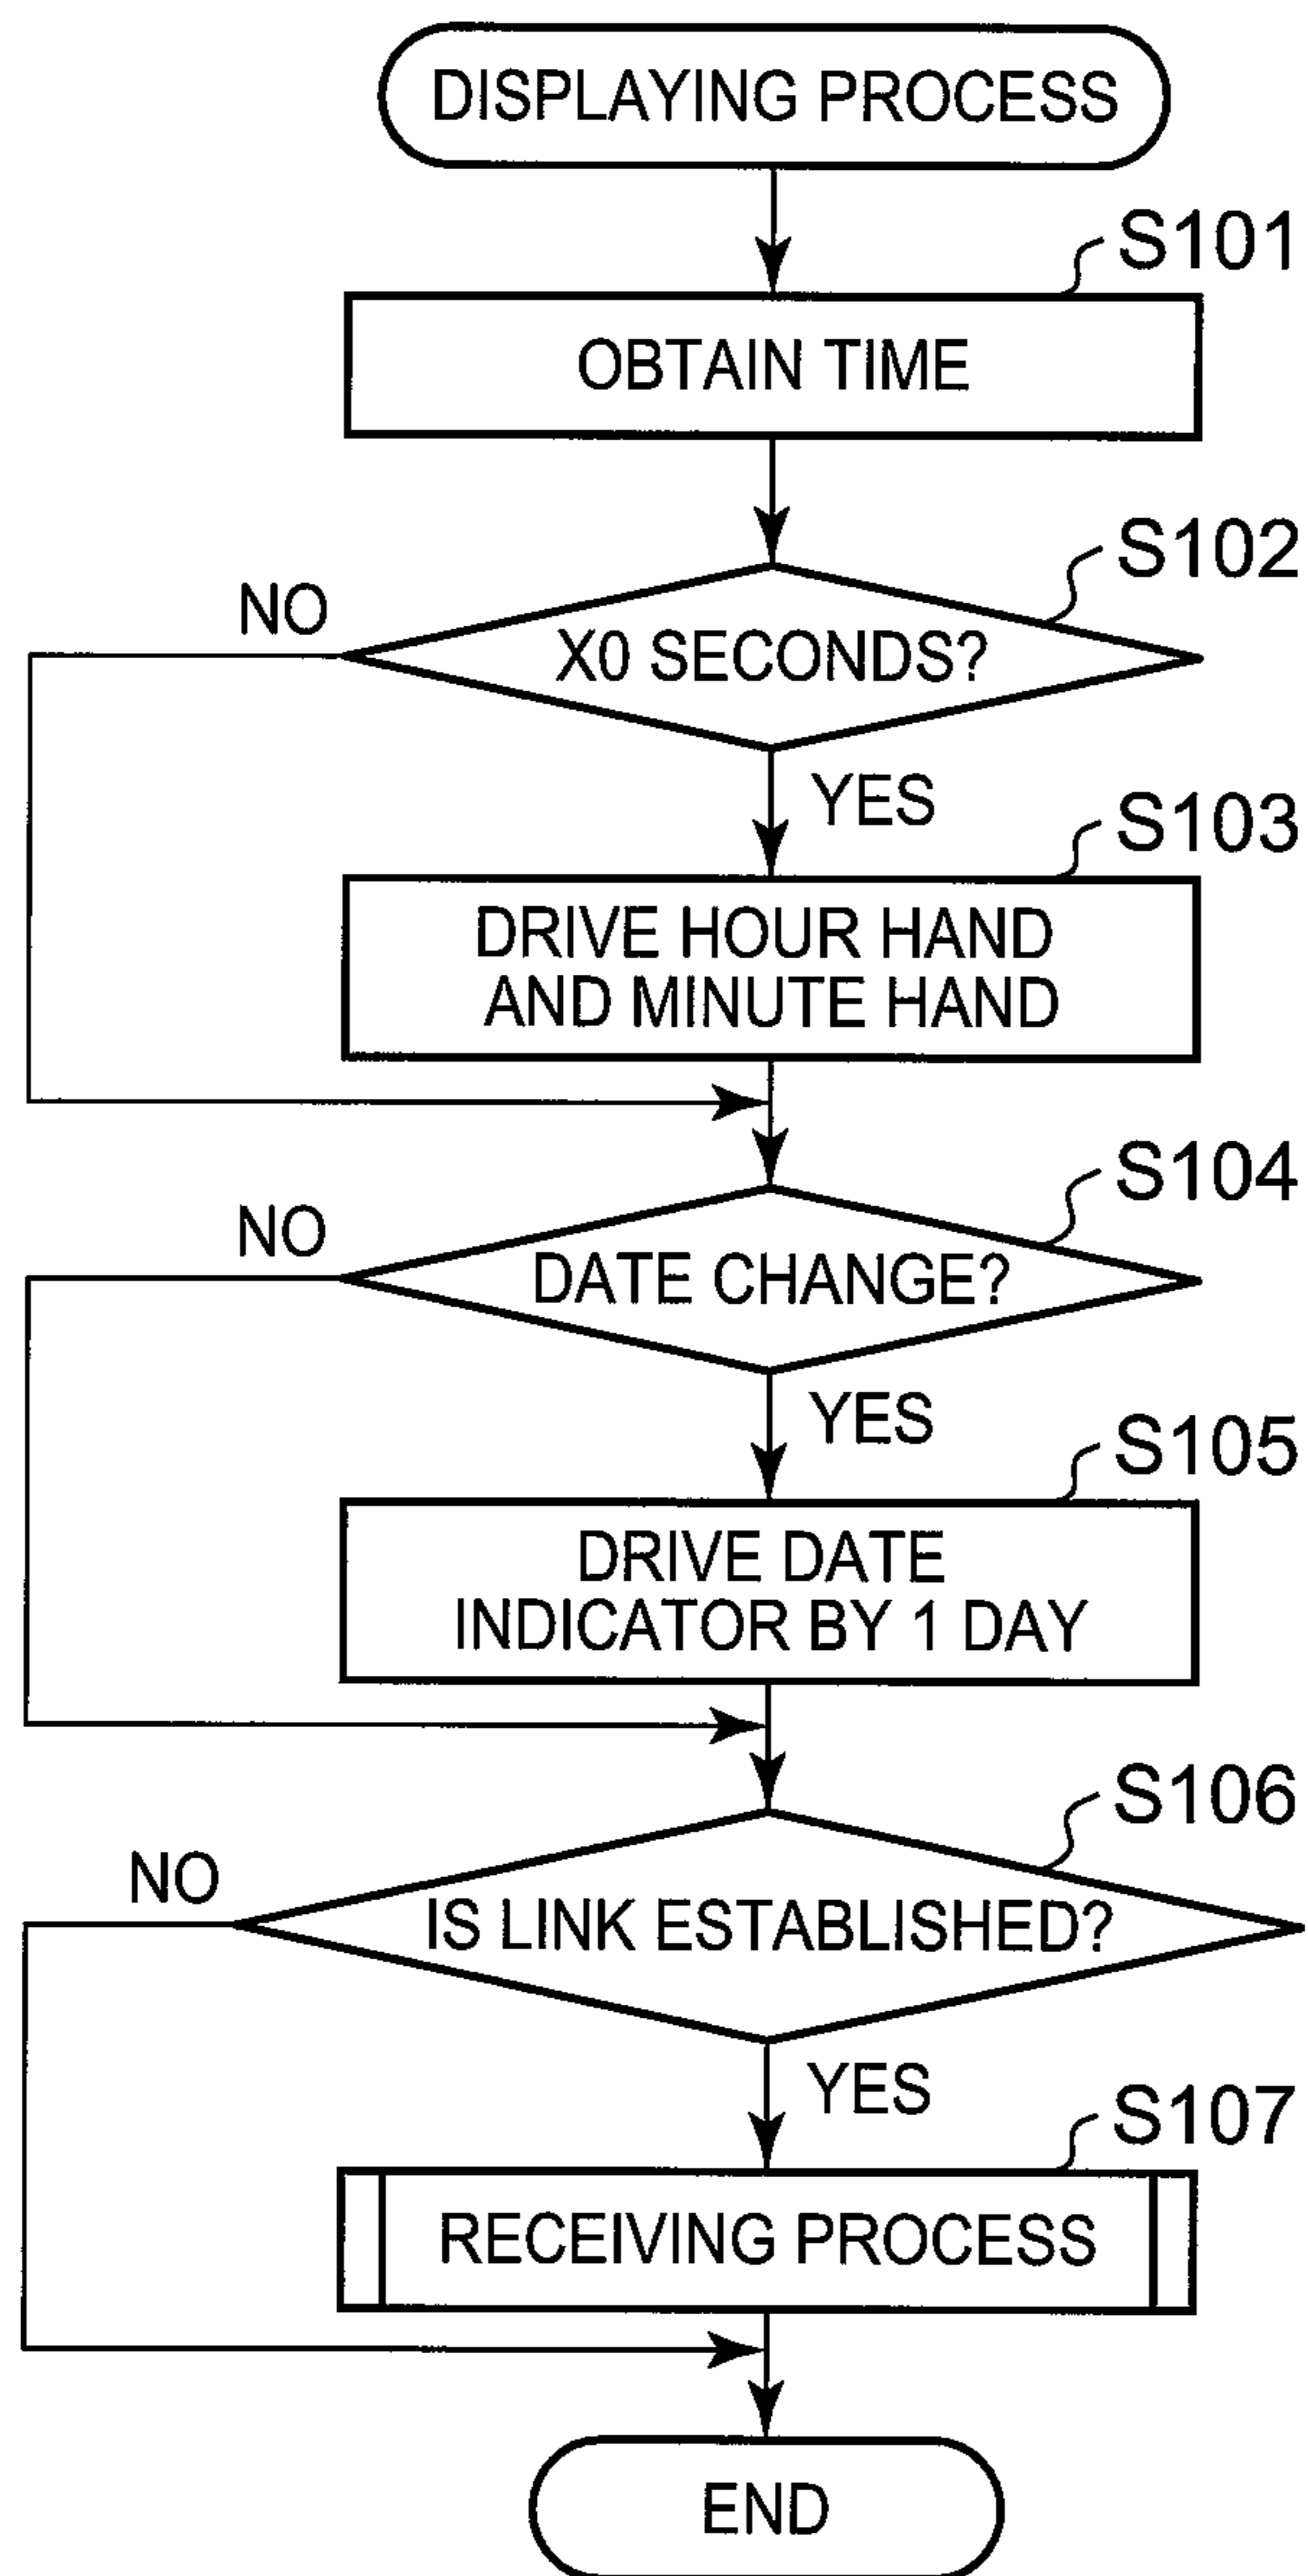 DISPLAYING PROCESS
S101
OBTAIN TIME
S102
NO
X0 SECONDS?
YES
S103
DRIVE HOUR HAND
AND MINUTE HAND
S104
NO
DATE CHANGE?
YES
S105
DRIVE DATE
INDICATOR BY 1 DAY
S106
NO
IS LINK ESTABLISHED?
YES
S107
RECEIVING PROCESS
END